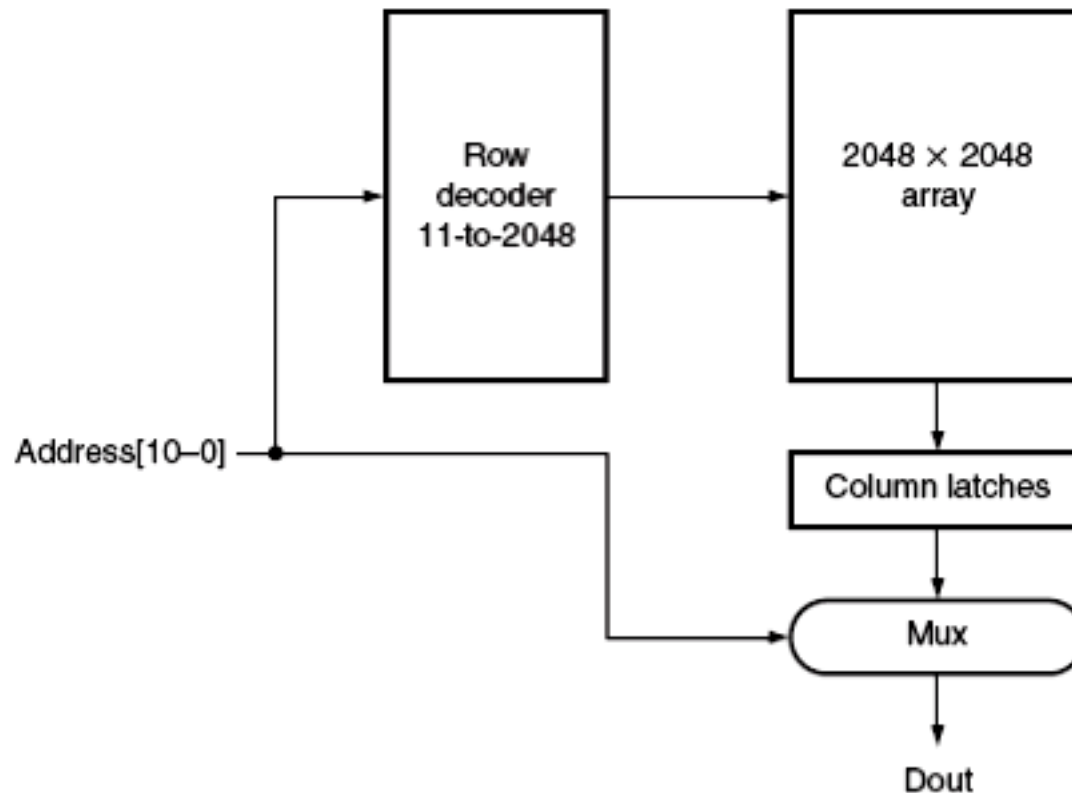 Row
decoder
11-to-2048
2048 × 2048
array
Address[10–0]
Column latches
Mux
Dout